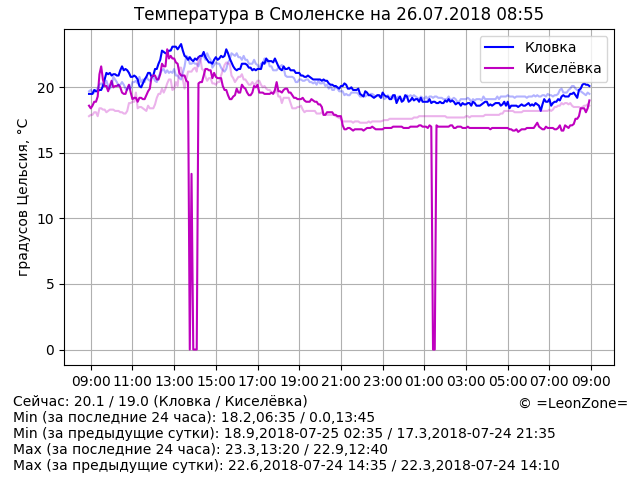 Температура в Смоленске на 26.07.2018 08:55
Кловка
Киселёвка
градусов Цельсия, °C
20
15
10
5
0
09:00 11:00 13:00 15:00 17:00 19:00 21:00 23:00 01:00 03:00 05:00 07:00 09:00
Сейчас: 20.1 / 19.0 (Кловка / Киселёвка)
© =LeonZone=
Min (за последние 24 часа): 18.2,06:35 / 0.0,13:45
Min (за предыдущие сутки): 18.9,2018-07-25 02:35 / 17.3,2018-07-24 21:35
Max (за последние 24 часа): 23.3,13:20 / 22.9,12:40
Max (за предыдущие сутки): 22.6,2018-07-24 14:35 / 22.3,2018-07-24 14:10